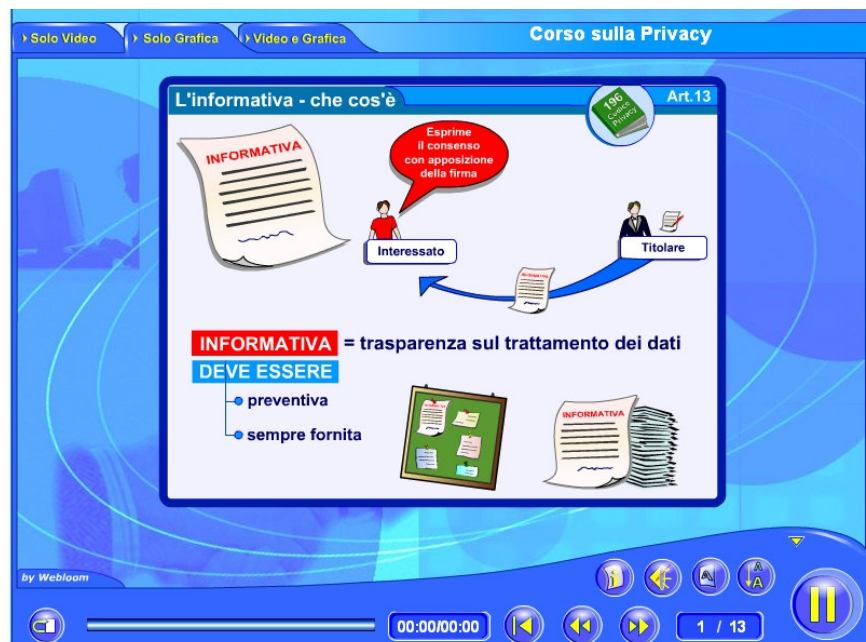 Solo Video
Solo Grafica
Video e Grafica
Corso sulla Privacy
L'informativa - che cos'è
196
Codice
Privacy
Art.13
INFORMATIVA
Esprime
il consenso
con apposizione
della firma
Interessato
Titolare
INFORMATIVA
INFORMATIVA = trasparenza sul trattamento dei dati
DEVE ESSERE
preventiva
sempre fornita
INFORMATIVA
INFORMATIVA
by Webloom
00:00/00:00
1 / 13